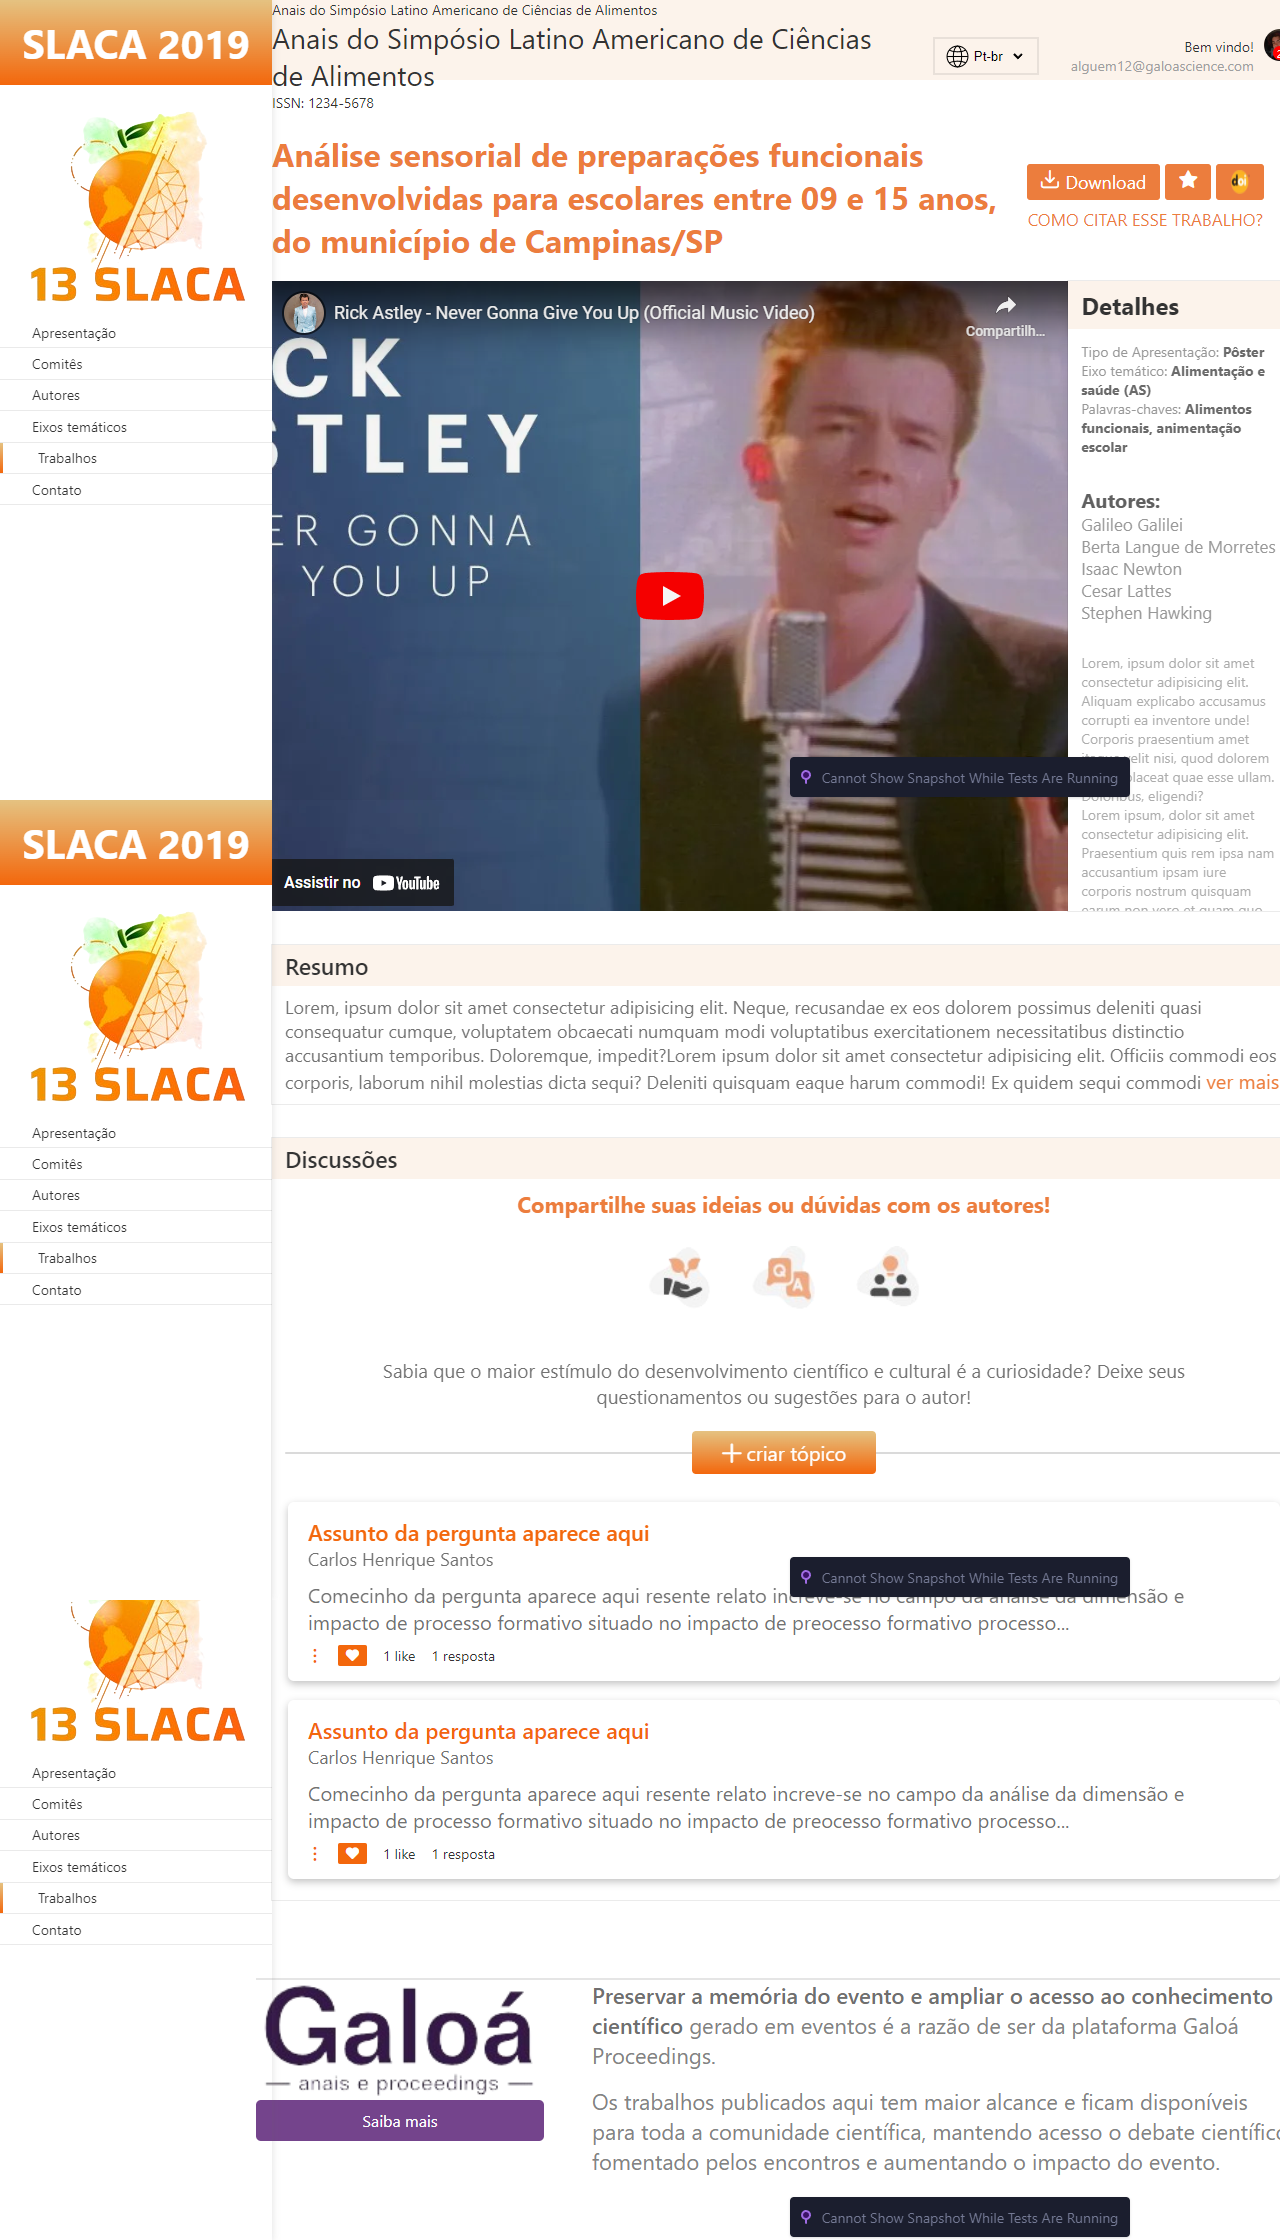 SLACA 2019
13 SLACA
Apresentação
Comitês
Autores
Eixos temáticos
Trabalhos
Contato
Anais do Simpósio Latino Americano de Ciências de Alimentos
Anais do Simpósio Latino Americano de Ciências
de Alimentos
ISSN: 1234-5678
Pt-br
Bem vindo!
alguem12@galoascience.com
2
Análise sensorial de preparações funcionais
desenvolvidas para escolares entre 09 e 15 anos,
do município de Campinas/SP
Download
doi
COMO CITAR ESSE TRABALHO?
Rick Astley - Never Gonna Give You Up (Official Music Video)
Compartilh...
CK
STLEY
ER GONNA
YOU UP
Assistir no YouTube
Detalhes
Tipo de Apresentação: Pôster
Eixo temático: Alimentação e
saúde (AS)
Palavras-chaves: Alimentos
funcionais, animentação
escolar
Autores:
Galileo Galilei
Berta Langue de Morretes
Isaac Newton
Cesar Lattes
Stephen Hawking
Lorem, ipsum dolor sit amet
consectetur adipisicing elit.
Aliquam explicabo accusamus
corrupti ea inventore unde!
Corporis praesentium amet
elit nisi, quod dolorem
placeat quae esse ullam.
Doloribus, eligendi?
Lorem ipsum, dolor sit amet
consectetur adipisicing elit.
Praesentium quis rem ipsa nam
accusantium ipsam iure
corporis nostrum quisquam
earum non vero et quam quo
Cannot Show Snapshot While Tests Are Running
SLACA 2019
13 SLACA
Apresentação
Comitês
Autores
Eixos temáticos
Trabalhos
Contato
Resumo
Lorem, ipsum dolor sit amet consectetur adipisicing elit. Neque, recusandae ex eos dolorem possimus deleniti quasi
consequatur cumque, voluptatem obcaecati numquam modi voluptatibus exercitationem necessitatibus distinctio
accusantium temporibus. Doloremque, impedit?Lorem ipsum dolor sit amet consectetur adipisicing elit. Officiis commodi eos
corporis, laborum nihil molestias dicta sequi? Deleniti quisquam eaque harum commodi! Ex quidem sequi commodi ver mais
Discussões
Compartilhe suas ideias ou dúvidas com os autores!
Q
A
Sabia que o maior estímulo do desenvolvimento científico e cultural é a curiosidade? Deixe seus
questionamentos ou sugestões para o autor!
criar tópico
Assunto da pergunta aparece aqui
Carlos Henrique Santos
Cannot Show Snapshot While Tests Are Running
Comecinho da pergunta aparece aqui resente relato increve-se no campo da análise da dimensão e
impacto de processo formativo situado no impacto de preocesso formativo processo...
1 like 1 resposta
Assunto da pergunta aparece aqui
Carlos Henrique Santos
Comecinho da pergunta aparece aqui resente relato increve-se no campo da análise da dimensão e
impacto de processo formativo situado no impacto de preocesso formativo processo...
1 like 1 resposta
13 SLACA
Apresentação
Comitês
Autores
Eixos temáticos
Trabalhos
Contato
Galoá
anais e proceedings
Saiba mais
Preservar a memória do evento e ampliar o acesso ao conhecimento
científico gerado em eventos é a razão de ser da plataforma Galoá
Proceedings.
Os trabalhos publicados aqui tem maior alcance e ficam disponíveis
para toda a comunidade científica, mantendo acesso o debate científico
fomentado pelos encontros e aumentando o impacto do evento.
Cannot Show Snapshot While Tests Are Running